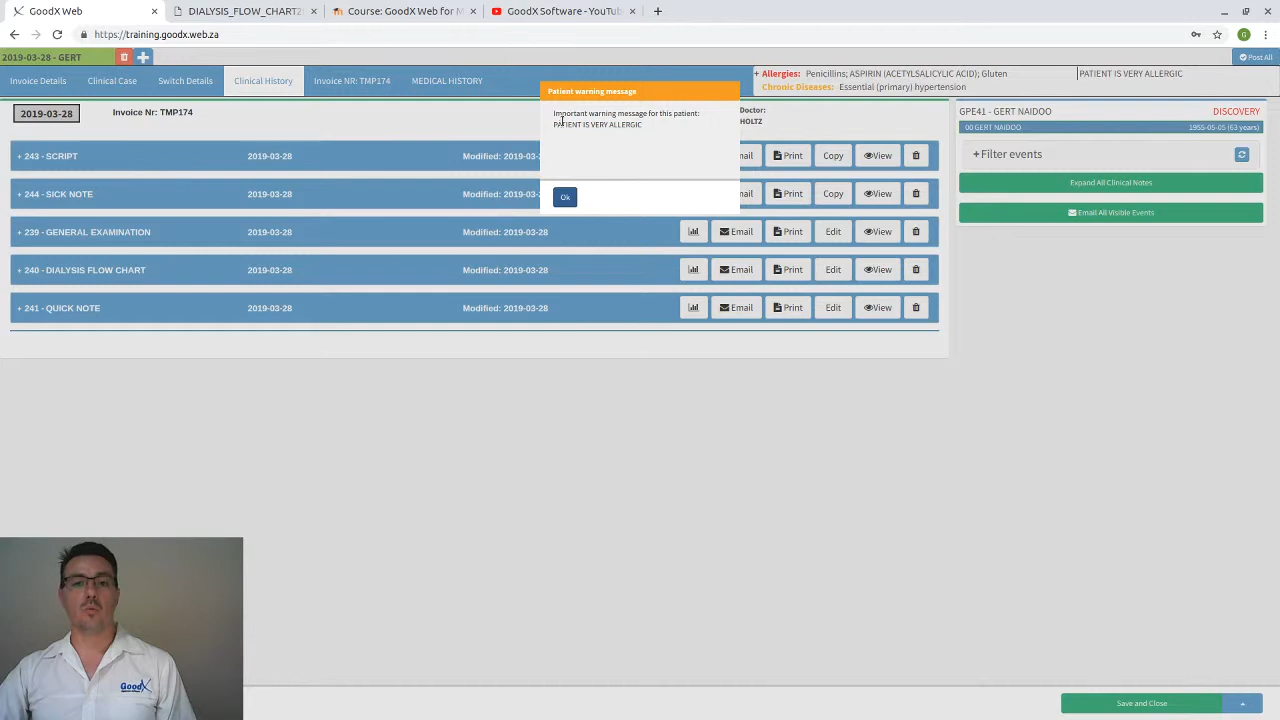 GoodX Web
DIALYSIS_FLOW_CHART2
Course: GoodX Web for M
GoodX Software - YouTu
https://training.goodx.web.za
G
2019-03-28 - GERT
Post All
Invoice Details
Clinical Case
Switch Details
Clinical History
Invoice NR: TMP174
MEDICAL HISTORY
+ Allergies: Penicillins; ASPIRIN (ACETYLSALICYLIC ACID); Gluten
Chronic Diseases: Essential (primary) hypertension
PATIENT IS VERY ALLERGIC
Patient warning message
Important warning message for this patient:
PATIENT IS VERY ALLERGIC
Ok
2019-03-28
Invoice Nr: TMP174
Doctor:
HOLTZ
+ 243 - SCRIPT 2019-03-28 Modified: 2019-03-2 nail Print Copy View
+ 244 - SICK NOTE 2019-03-28 Modified: 2019-03-2 nail Print Copy View
+ 239 - GENERAL EXAMINATION 2019-03-28 Modified: 2019-03-28 Email Print Edit View
+ 240 - DIALYSIS FLOW CHART 2019-03-28 Modified: 2019-03-28 Email Print Edit View
+ 241 - QUICK NOTE 2019-03-28 Modified: 2019-03-28 Email Print Edit View
GPE41 - GERT NAIDOO DISCOVERY
00 GERT NAIDOO 1955-05-05 (63 years)
+Filter events
Expand All Clinical Notes
Email All Visible Events
GoodX
Save and Close